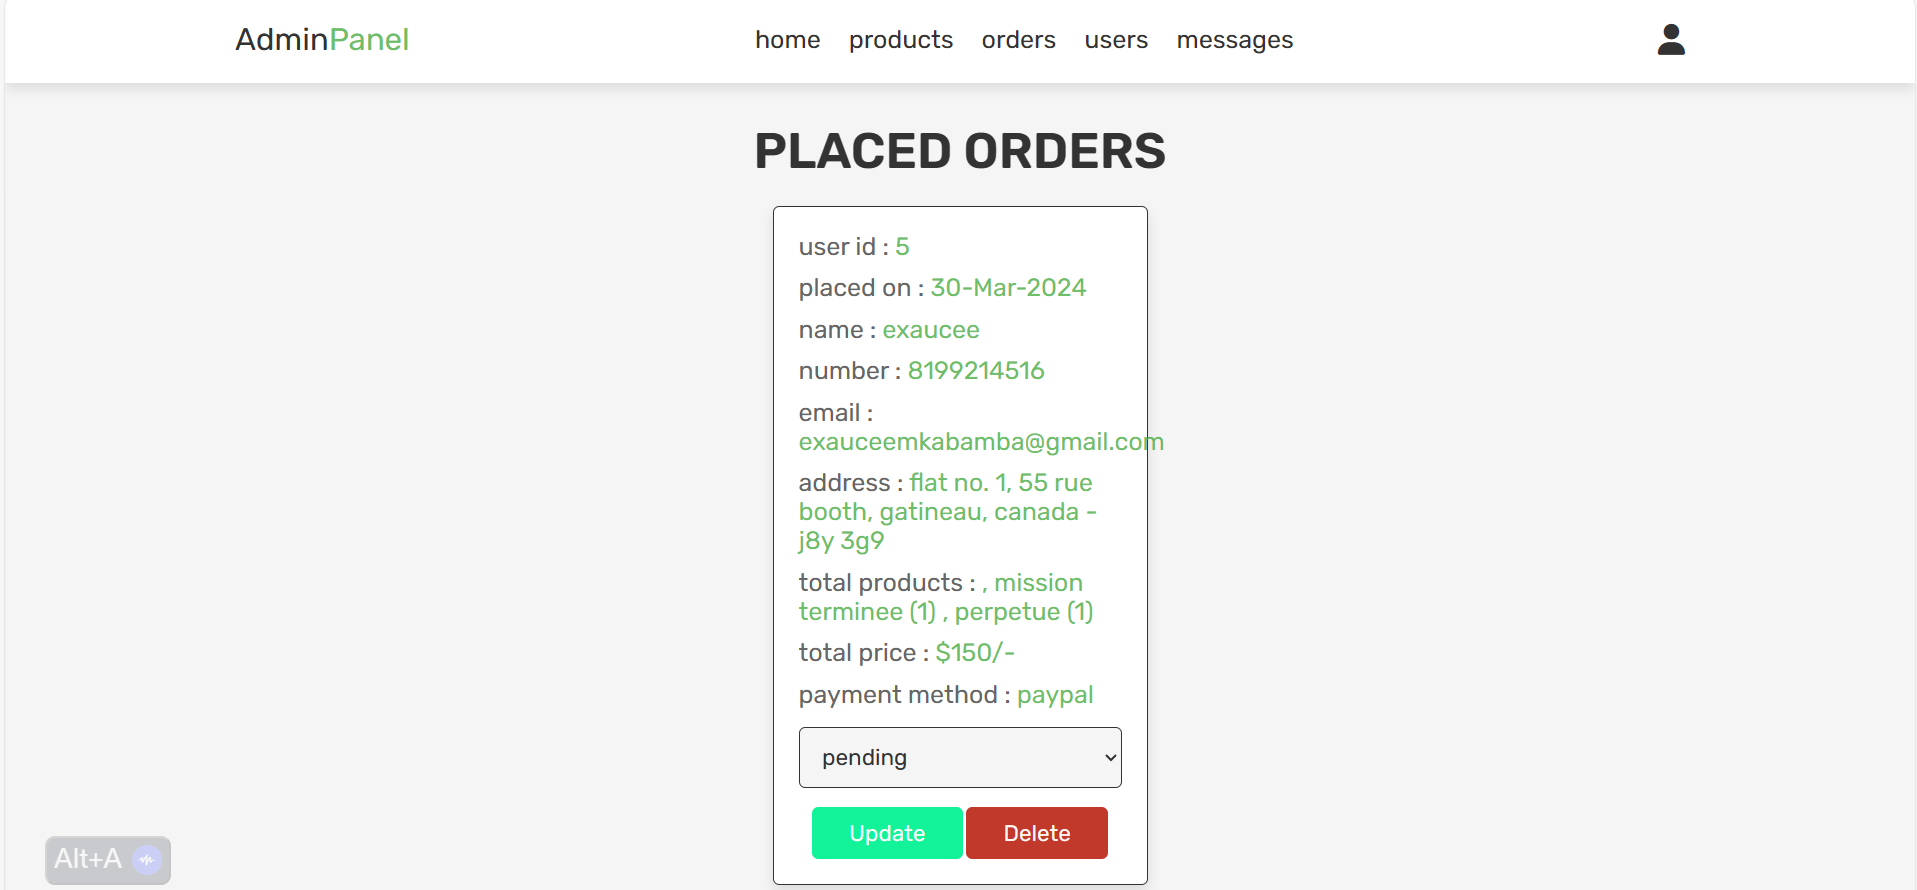 AdminPanel
home products orders users messages
PLACED ORDERS
user id : 5
placed on : 30-Mar-2024
name : exaucee
number : 8199214516
email :
exauceemkabamba@gmail.com
address : flat no. 1, 55 rue
booth, gatineau, canada -
j8y 3g9
total products : , mission
terminee (1) , perpetue (1)
total price : $150/-
payment method : paypal
pending
Update Delete
Alt+A